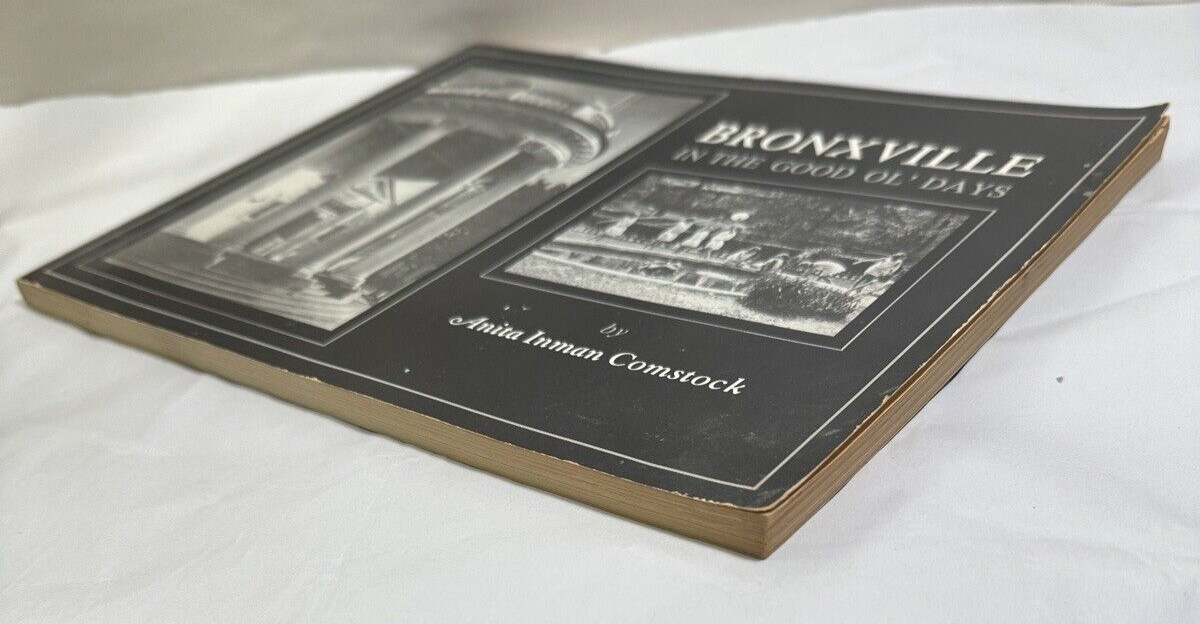 BRONXVILLE
IN THE GOOD OL' DAYS
by
Anita Inman Comstock